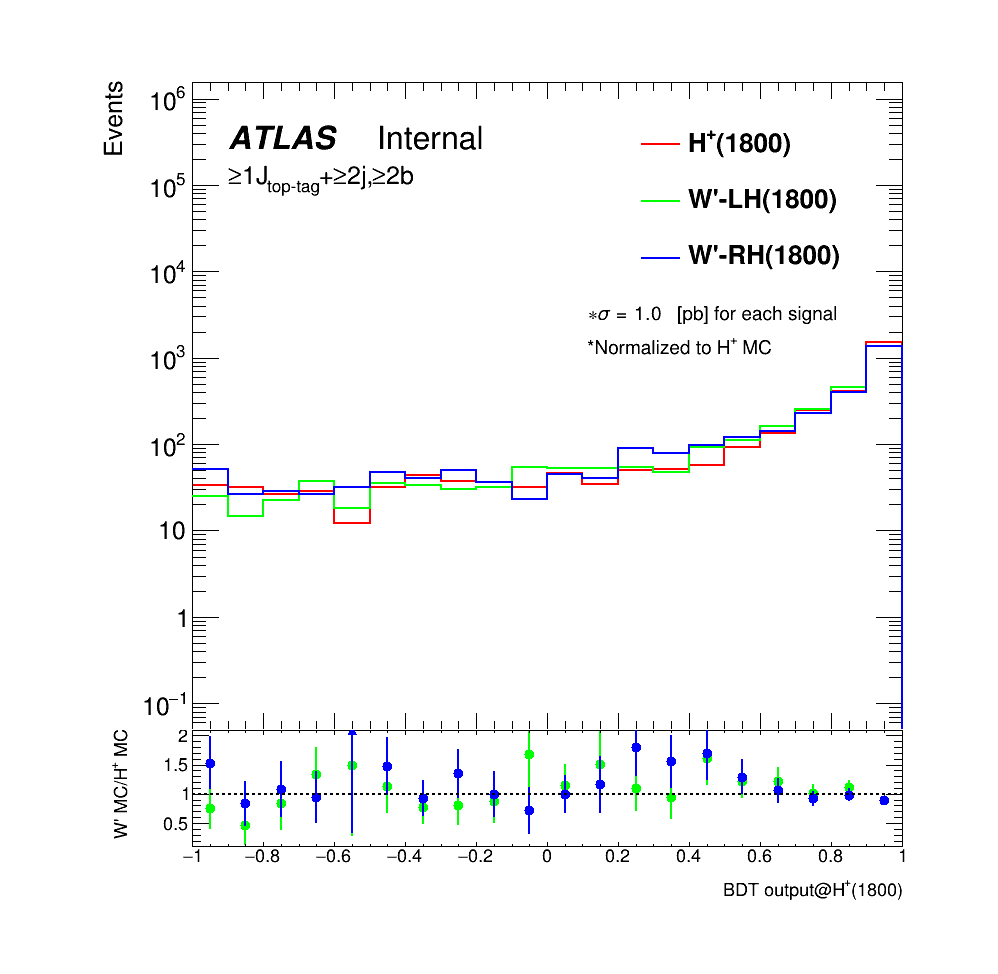 Events
10⁶
10⁵
10⁴
10³
10²
10
1
10⁻¹
ATLAS Internal
≥1J_top-tag+≥2j,≥2b
H⁺(1800)
W'-LH(1800)
W'-RH(1800)
*σ = 1.0 [pb] for each signal
*Normalized to H⁺ MC
W' MC/H⁺ MC
2
1.5
1
0.5
−1 −0.8 −0.6 −0.4 −0.2 0 0.2 0.4 0.6 0.8 1
BDT output@H⁺(1800)